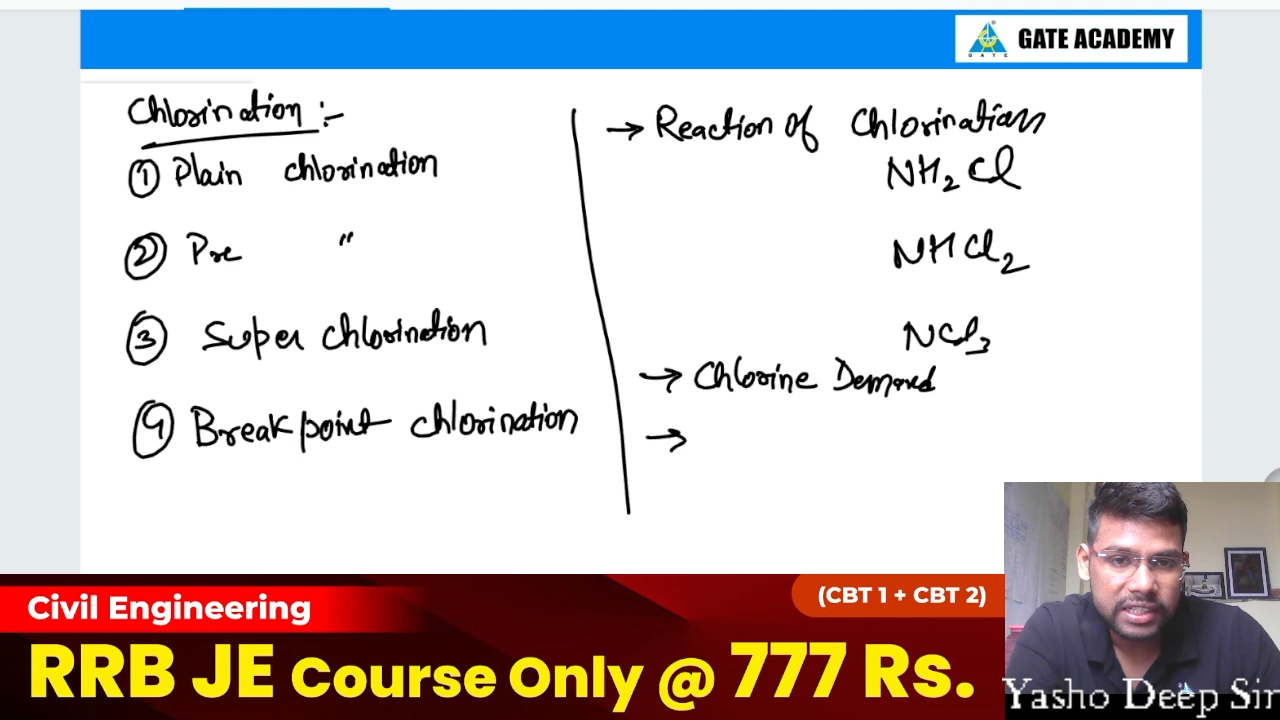 GATE ACADEMY
GATE
Chlorination :-
① Plain chlorination
② Pre "
③ Super chlorination
④ Breakpoint chlorination
→ Reaction of Chlorination
NH₂Cl
NHCl₂
NCl₃
→ Chlorine Demand
→
Civil Engineering
(CBT 1 + CBT 2)
RRB JE Course Only @ 777 Rs.
Yasho Deep Sir